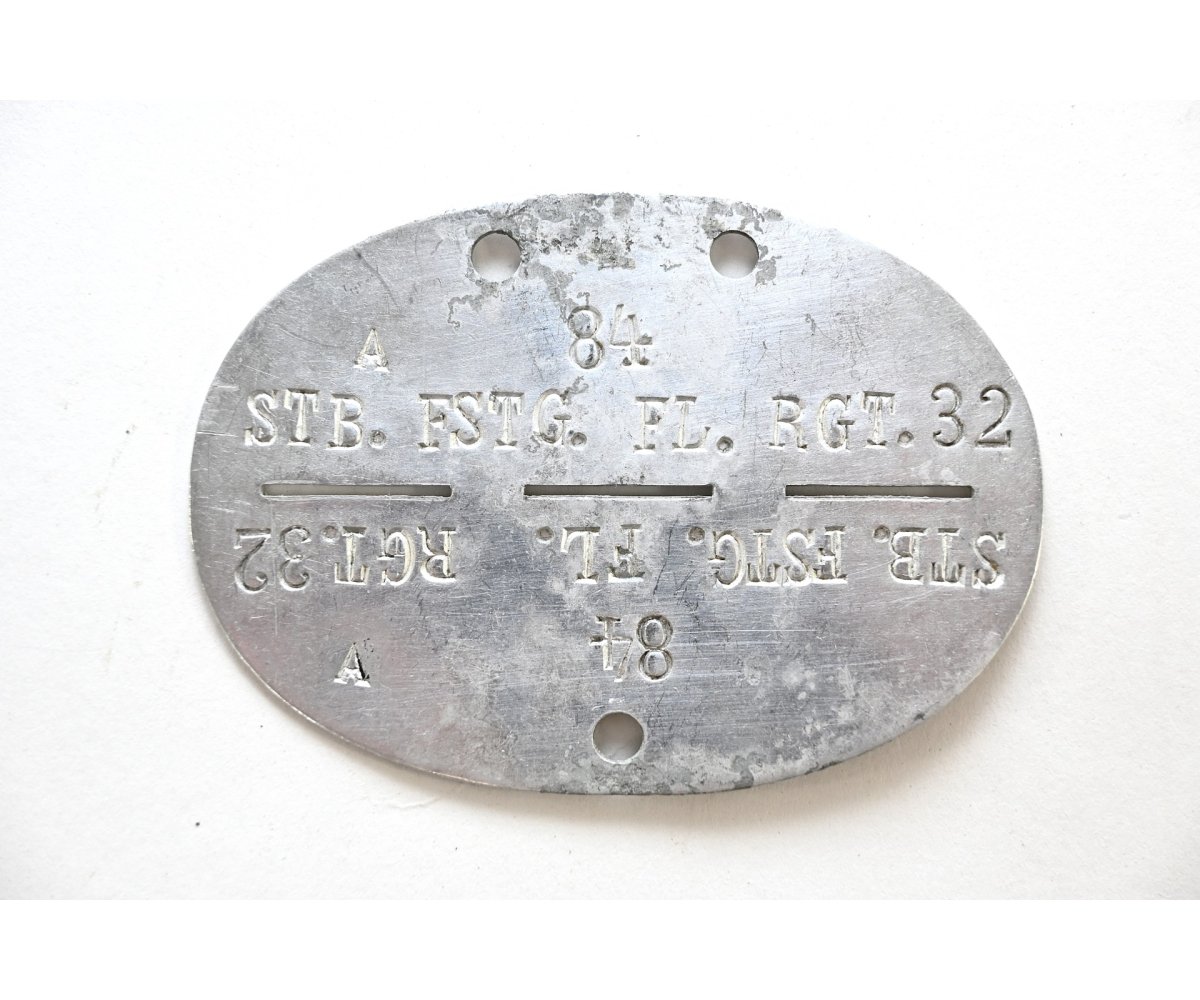 84
A
STB. FSTG. FL. RGT. 32
STB. FSTG. FL. RGT. 32
84
A